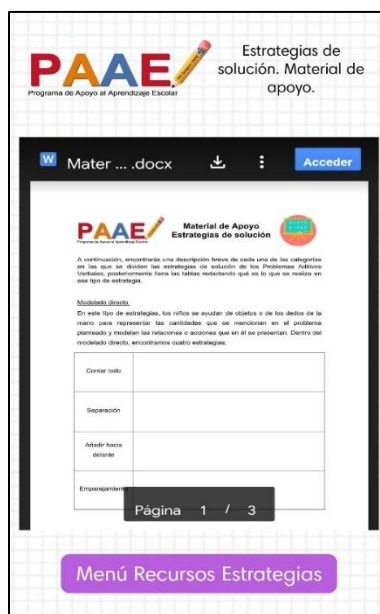 PAAE
Programa de Apoyo al Aprendizaje Escolar
Estrategias de
solución. Material de
apoyo.
W Mater ... .docx
Acceder
PAAE
Programa de Apoyo al Aprendizaje Escolar
Material de Apoyo
Estrategias de solución
A continuación, encontrarás una descripción breve de cada una de las categorías
en las que se dividen las estrategias de solución de los Problemas Aditivos
Verbales, posteriormente llena las tablas redactando qué es lo que se realiza en
ese tipo de estrategia.
Modelado directo
En este tipo de estrategias, los niños se ayudan de objetos o de los dedos de la
mano para representar las cantidades que se mencionan en el problema
planteado y modelan las relaciones o acciones que en él se presentan. Dentro del
modelado directo, encontramos cuatro estrategias:
Contar todo
Separación
Añadir hacia
delante
Emparejamiento
Página 1 / 3
Menú Recursos Estrategias